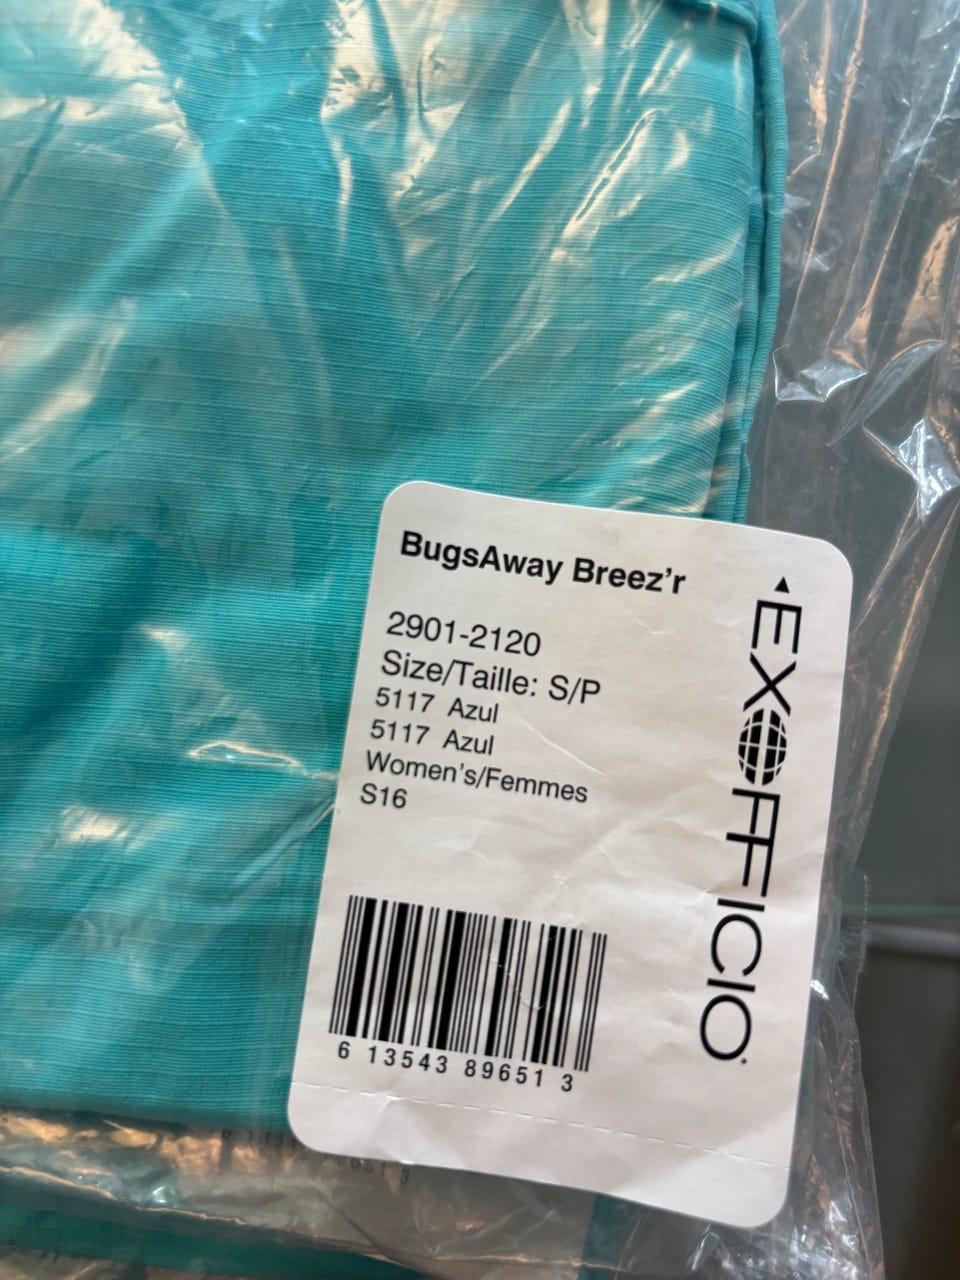 BugsAway Breez'r
2901-2120
Size/Taille: S/P
5117 Azul
5117 Azul
Women's/Femmes
S16
6 13543 89651 3
EXOFFICIO